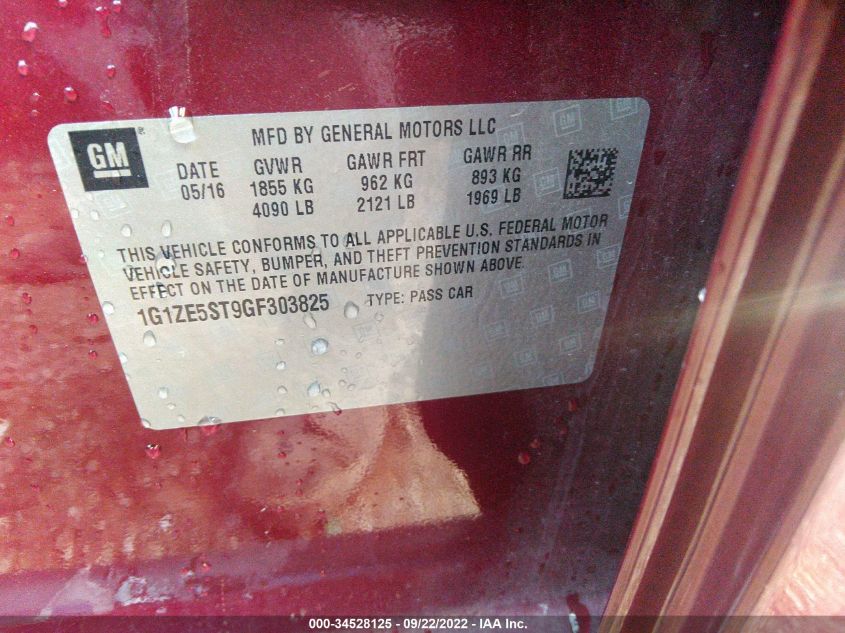 MFD BY GENERAL MOTORS LLC
GM®
DATE GVWR GAWR FRT GAWR RR
05/16 1855 KG 962 KG 893 KG
4090 LB 2121 LB 1969 LB
THIS VEHICLE CONFORMS TO ALL APPLICABLE U.S. FEDERAL MOTOR
VEHICLE SAFETY, BUMPER, AND THEFT PREVENTION STANDARDS IN
EFFECT ON THE DATE OF MANUFACTURE SHOWN ABOVE.
1G1ZE5ST9GF303825 TYPE: PASS CAR
000-34528125 - 09/22/2022 - IAA Inc.